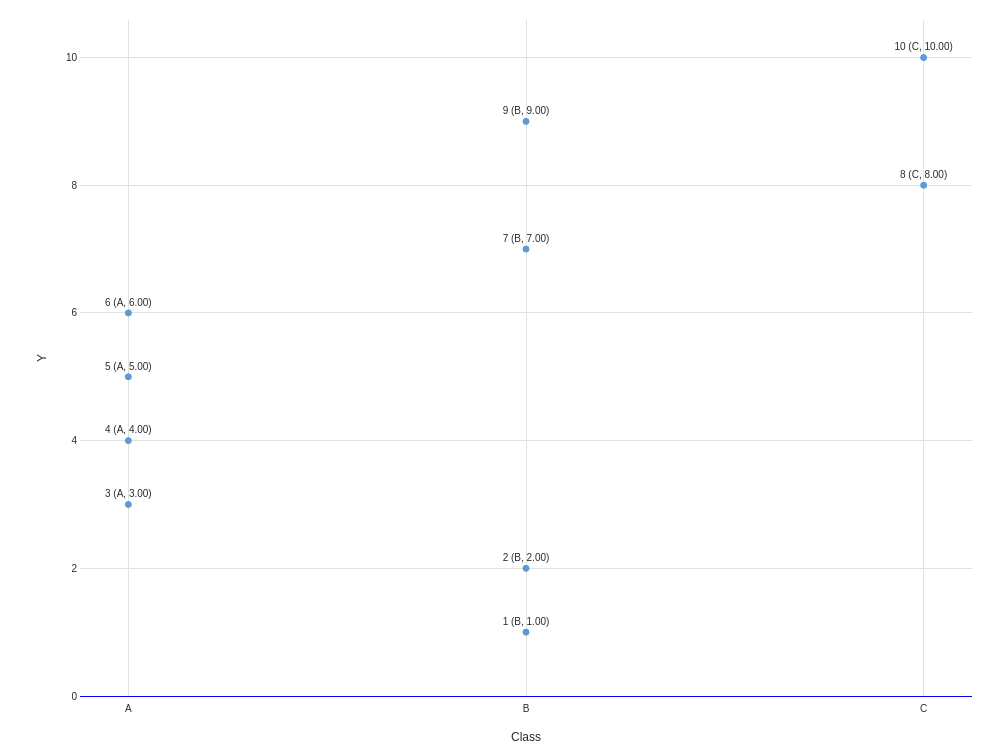 10 (C, 10.00)
10
9 (B, 9.00)
8 (C, 8.00)
8
7 (B, 7.00)
6 (A, 6.00)
6
Y
5 (A, 5.00)
4 (A, 4.00)
4
3 (A, 3.00)
2 (B, 2.00)
2
1 (B, 1.00)
0
A B C
Class